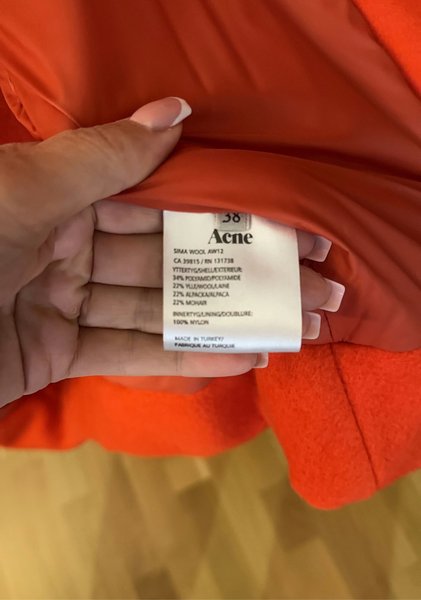 38
Acne
SIMA WOOL AW12
CA 39815 / RN 131738
YTTERTYG/SHELL/EXTERIEUR:
34% POLYAMID/POLYAMIDE
22% YLLE/WOOL/LAINE
22% ALPACKA/ALPACA
22% MOHAIR
INNERTYG/LINING/DOUBLURE:
100% NYLON
MADE IN TURKEY/
FABRIQUE AU TURQUIE